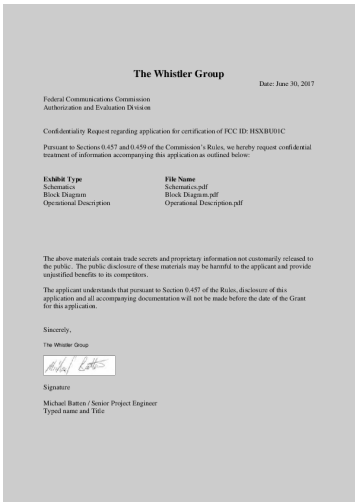 The Whistler Group
Date: June 30, 2017
Federal Communications Commission
Authorization and Evaluation Division
Confidentiality Request regarding application for certification of FCC ID: HSXBU01C
Pursuant to Sections 0.457 and 0.459 of the Commission's Rules, we hereby request confidential
treatment of information accompanying this application as outlined below:
Exhibit Type File Name
Schematics Schematics.pdf
Block Diagram Block Diagram.pdf
Operational Description Operational Description.pdf
The above materials contain trade secrets and proprietary information not customarily released to
the public. The public disclosure of these materials may be harmful to the applicant and provide
unjustified benefits to its competitors.
The applicant understands that pursuant to Section 0.457 of the Rules, disclosure of this
application and all accompanying documentation will not be made before the date of the Grant
for this application.
Sincerely,
The Whistler Group
Michael Batten
Signature
Michael Batten / Senior Project Engineer
Typed name and Title